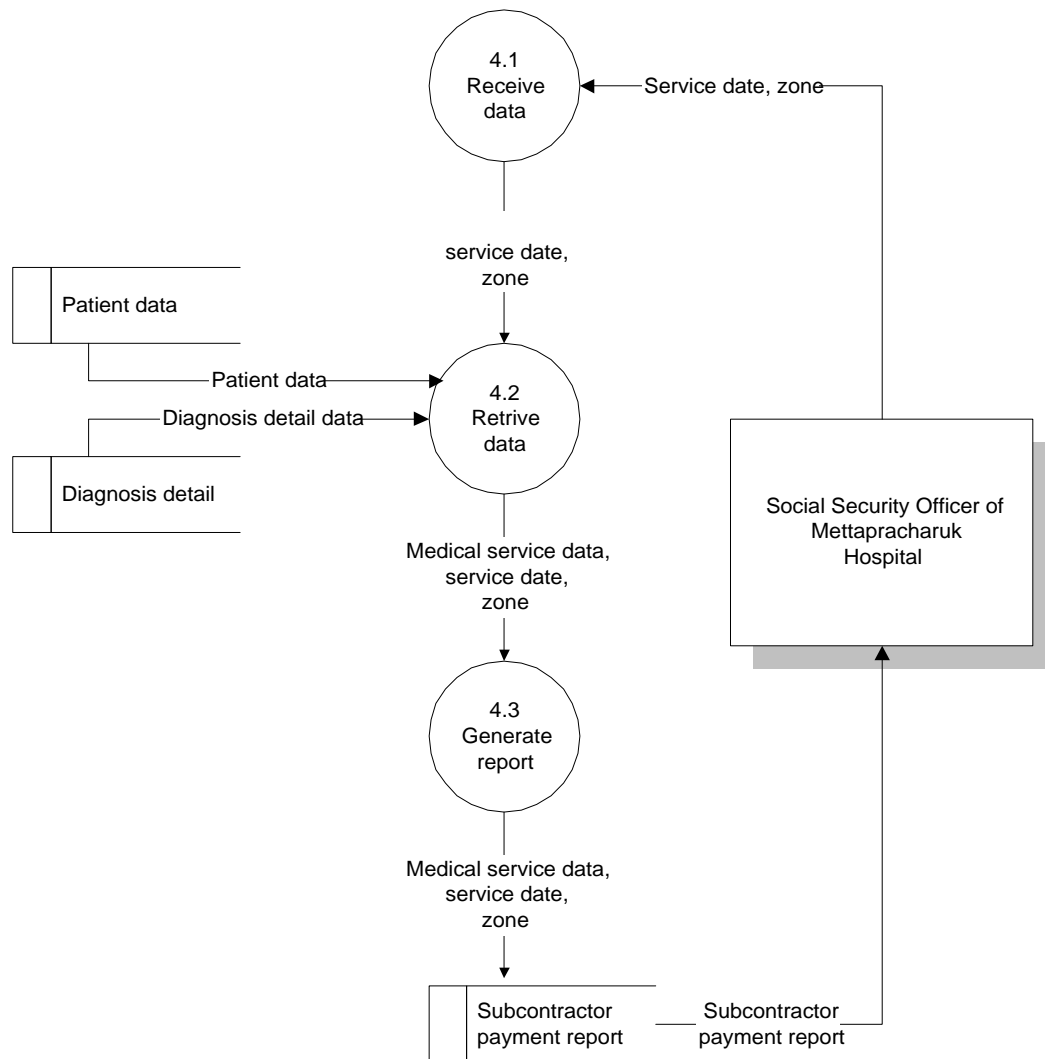 4.1
Receive
data
Service date, zone
service date,
zone
Patient data
Patient data
4.2
Retrive
data
Diagnosis detail data
Diagnosis detail
Social Security Officer of
Mettapracharuk
Hospital
Medical service data,
service date,
zone
4.3
Generate
report
Medical service data,
service date,
zone
Subcontractor
payment report
Subcontractor
payment report